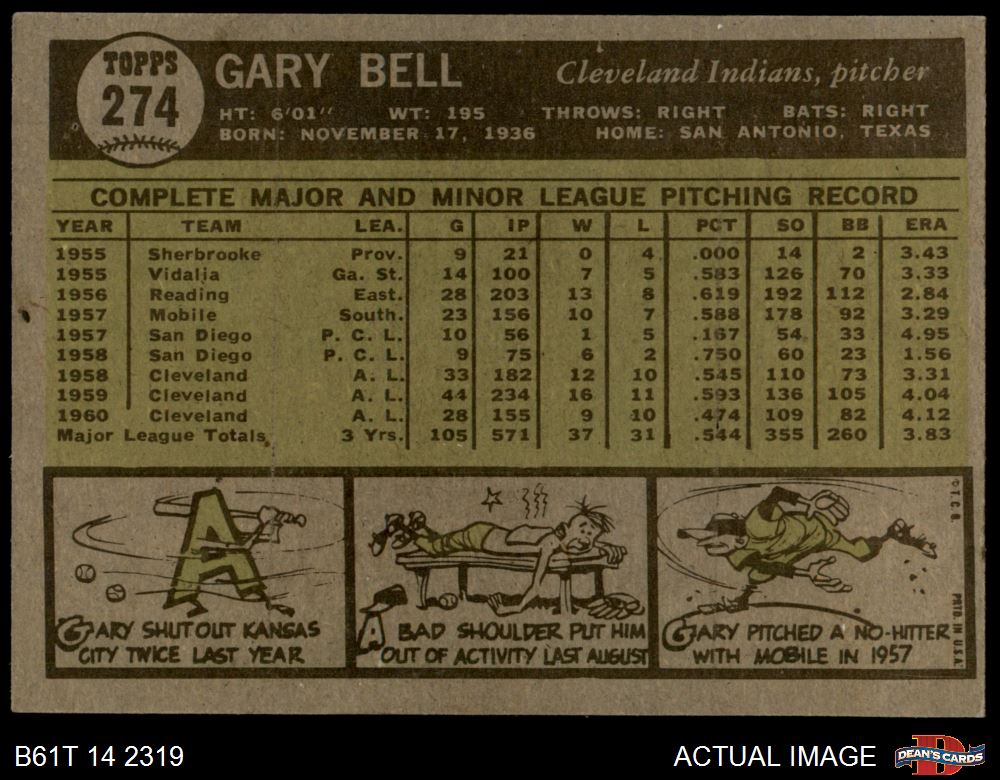 TOPPS
274
GARY BELL
Cleveland Indians, pitcher
HT: 6'01" WT: 195 THROWS: RIGHT BATS: RIGHT
BORN: NOVEMBER 17, 1936 HOME: SAN ANTONIO, TEXAS
COMPLETE MAJOR AND MINOR LEAGUE PITCHING RECORD
YEAR TEAM LEA. G IP W L PCT SO BB ERA
1955 Sherbrooke Prov. 9 21 0 4 .000 14 2 3.43
1955 Vidalia Ga. St. 14 100 7 5 .583 126 70 3.33
1956 Reading East. 28 203 13 8 .619 192 112 2.84
1957 Mobile South. 23 156 10 7 .588 178 92 3.29
1957 San Diego P. C. L. 10 56 1 5 .167 54 33 4.95
1958 San Diego P. C. L. 9 75 6 2 .750 60 23 1.56
1958 Cleveland A. L. 33 182 12 10 .545 110 73 3.31
1959 Cleveland A. L. 44 234 16 11 .593 136 105 4.04
1960 Cleveland A. L. 28 155 9 10 .474 109 82 4.12
Major League Totals 3 Yrs. 105 571 37 31 .544 355 260 3.83
A
GARY SHUT OUT KANSAS
CITY TWICE LAST YEAR
A BAD SHOULDER PUT HIM
OUT OF ACTIVITY LAST AUGUST
GARY PITCHED A NO-HITTER
WITH MOBILE IN 1957
© T. C. G.
PRTD. IN U.S.A.
B61T 14 2319
ACTUAL IMAGE
D
DEAN'S CARDS